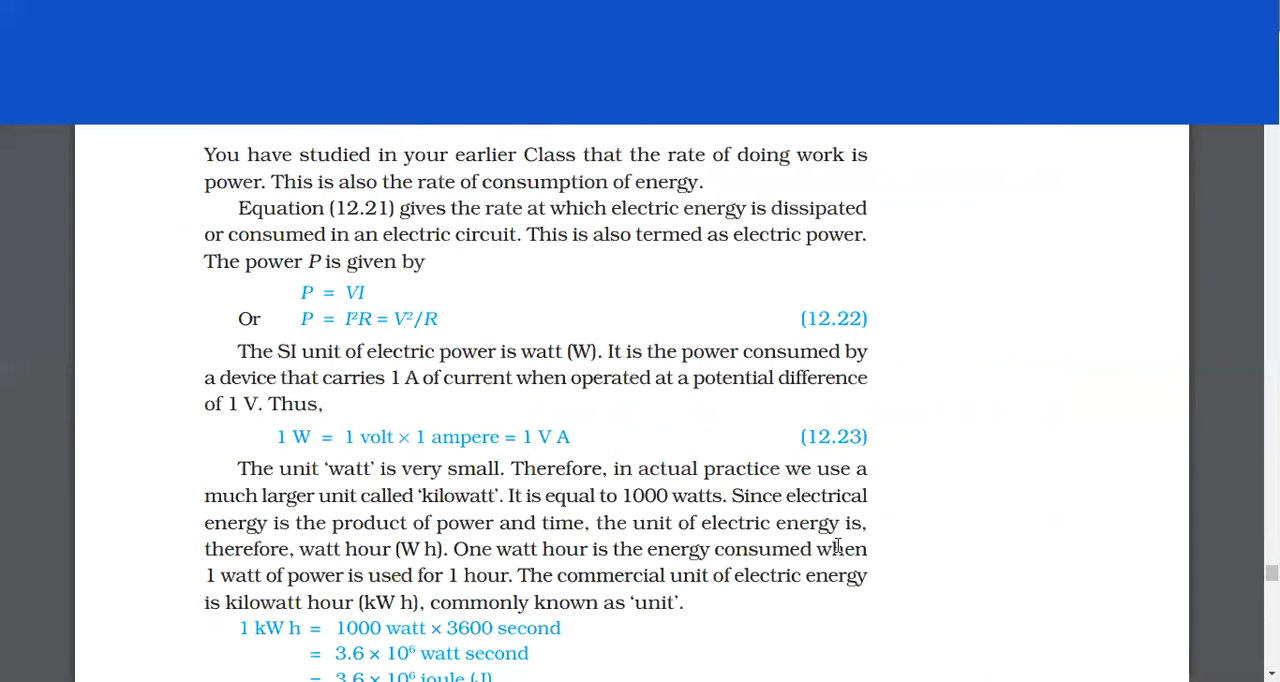 You have studied in your earlier Class that the rate of doing work is
power. This is also the rate of consumption of energy.
Equation (12.21) gives the rate at which electric energy is dissipated
or consumed in an electric circuit. This is also termed as electric power.
The power P is given by
P = VI
Or P = I²R = V²/R (12.22)
The SI unit of electric power is watt (W). It is the power consumed by
a device that carries 1 A of current when operated at a potential difference
of 1 V. Thus,
1 W = 1 volt × 1 ampere = 1 V A (12.23)
The unit ‘watt’ is very small. Therefore, in actual practice we use a
much larger unit called ‘kilowatt’. It is equal to 1000 watts. Since electrical
energy is the product of power and time, the unit of electric energy is,
therefore, watt hour (W h). One watt hour is the energy consumed when
1 watt of power is used for 1 hour. The commercial unit of electric energy
is kilowatt hour (kW h), commonly known as ‘unit’.
1 kW h = 1000 watt × 3600 second
= 3.6 × 10⁶ watt second
= 3.6 × 10⁶ joule (J)